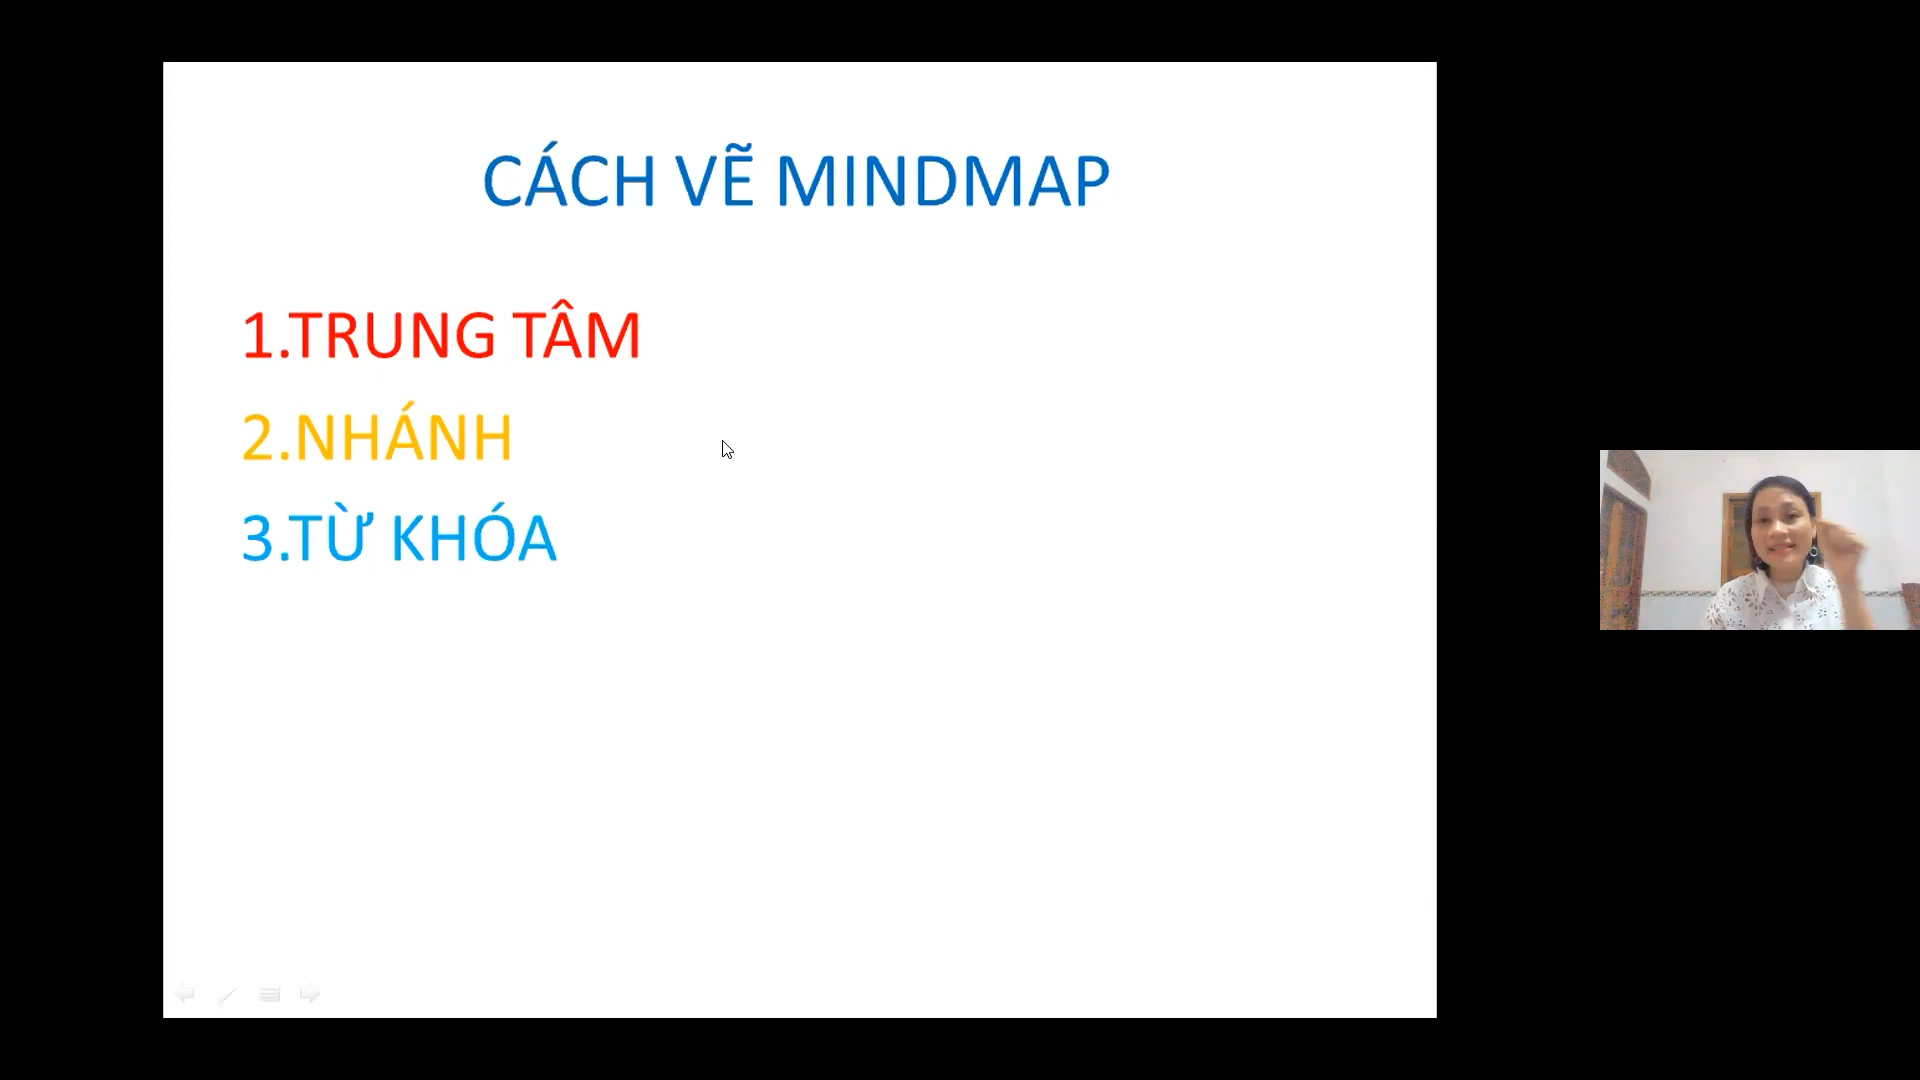 CÁCH VẼ MINDMAP
1.TRUNG TÂM
2.NHÁNH
3.TỪ KHÓA